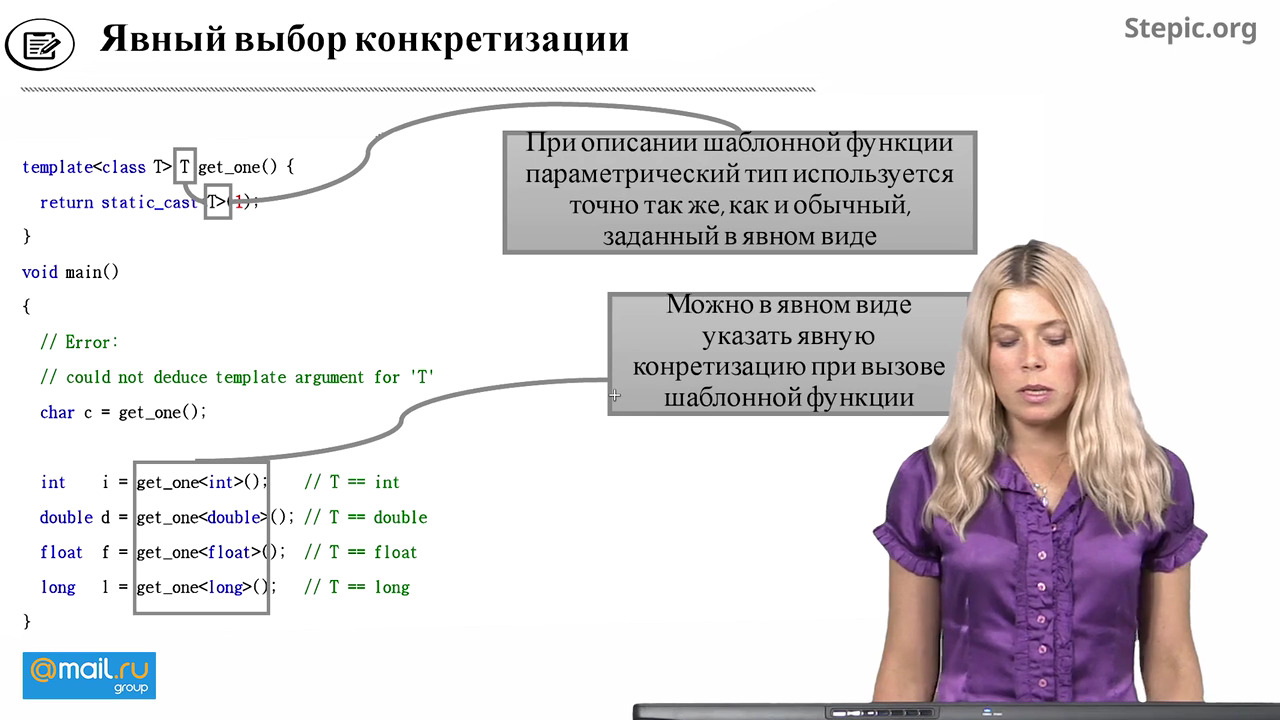 Явный выбор конкретизации
Stepic.org
template<class T> T get_one() {
return static_cast T>(1);
}
void main()
{
// Error:
// could not deduce template argument for 'T'
char c = get_one();
int i = get_one<int>(); // T == int
double d = get_one<double>(); // T == double
float f = get_one<float>(); // T == float
long l = get_one<long>(); // T == long
}
При описании шаблонной функции
параметрический тип используется
точно так же, как и обычный,
заданный в явном виде
Можно в явном виде
указать явную
конретизацию при вызове
шаблонной функции
@mail.ru
group